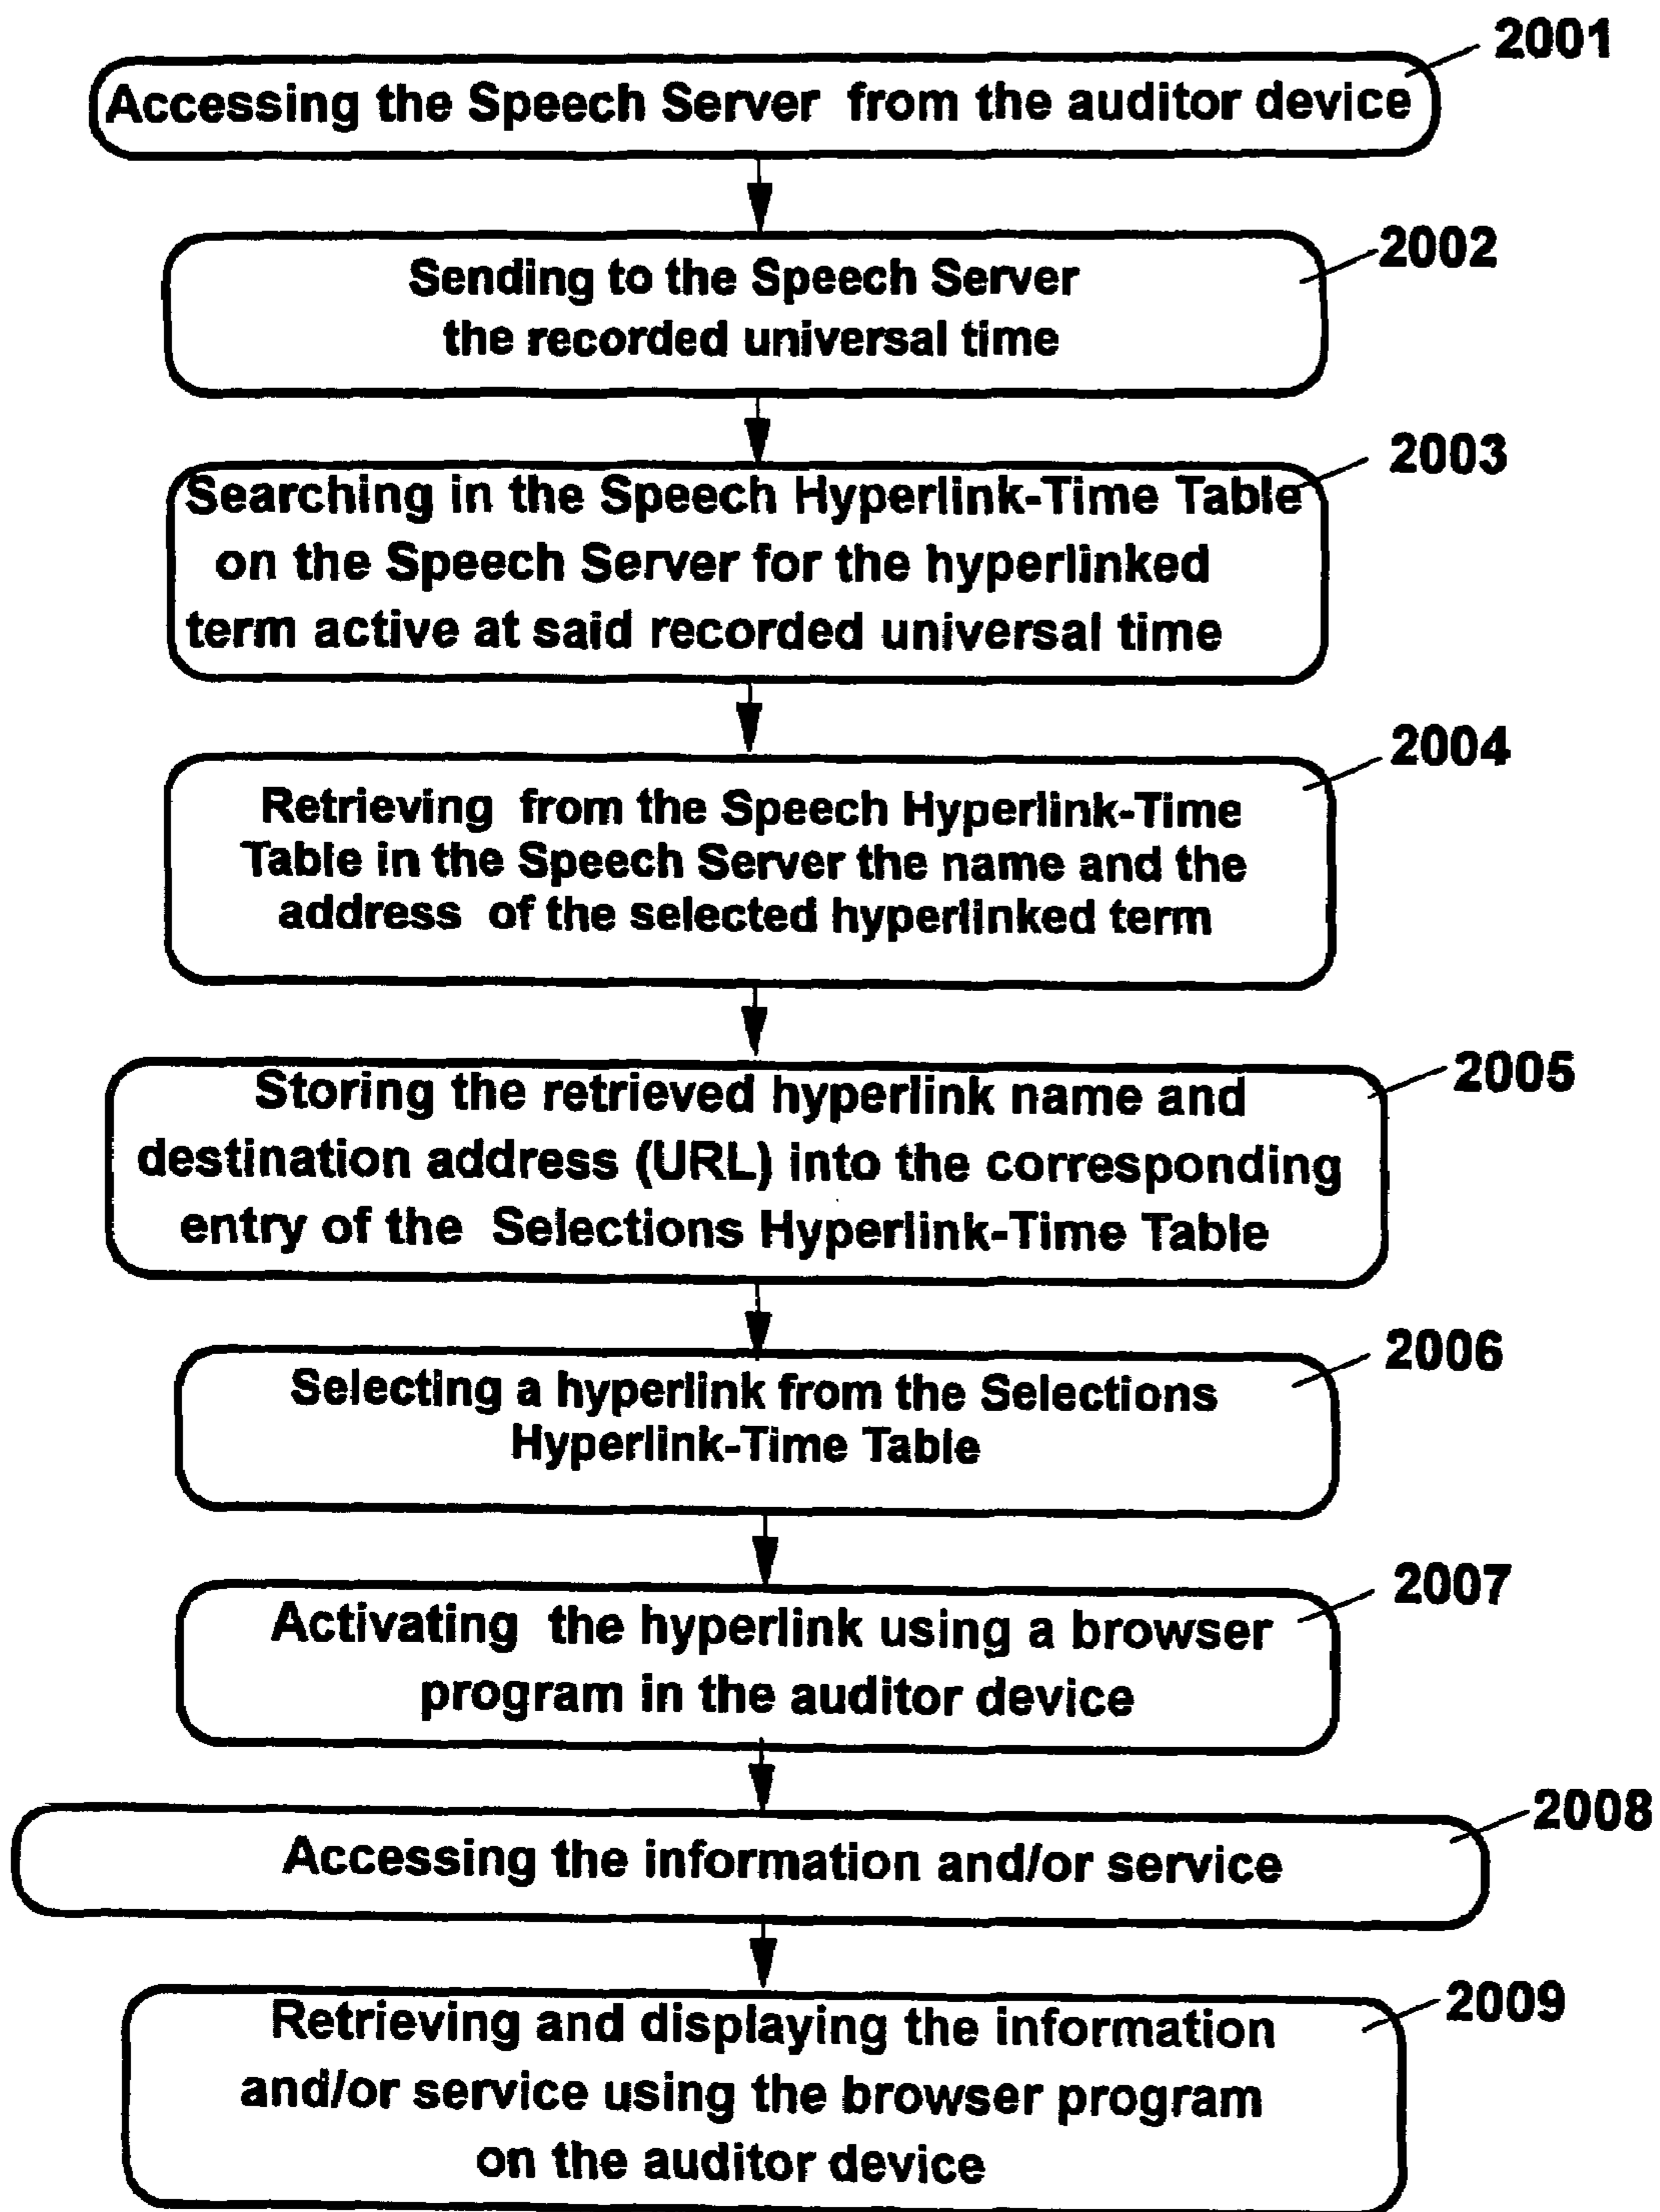 2001
Accessing the Speech Server from the auditor device
2002
Sending to the Speech Server
the recorded universal time
2003
Searching in the Speech Hyperlink-Time Table
on the Speech Server for the hyperlinked
term active at said recorded universal time
2004
Retrieving from the Speech Hyperlink-Time
Table in the Speech Server the name and the
address of the selected hyperlinked term
2005
Storing the retrieved hyperlink name and
destination address (URL) into the corresponding
entry of the Selections Hyperlink-Time Table
2006
Selecting a hyperlink from the Selections
Hyperlink-Time Table
2007
Activating the hyperlink using a browser
program in the auditor device
2008
Accessing the information and/or service
2009
Retrieving and displaying the information
and/or service using the browser program
on the auditor device